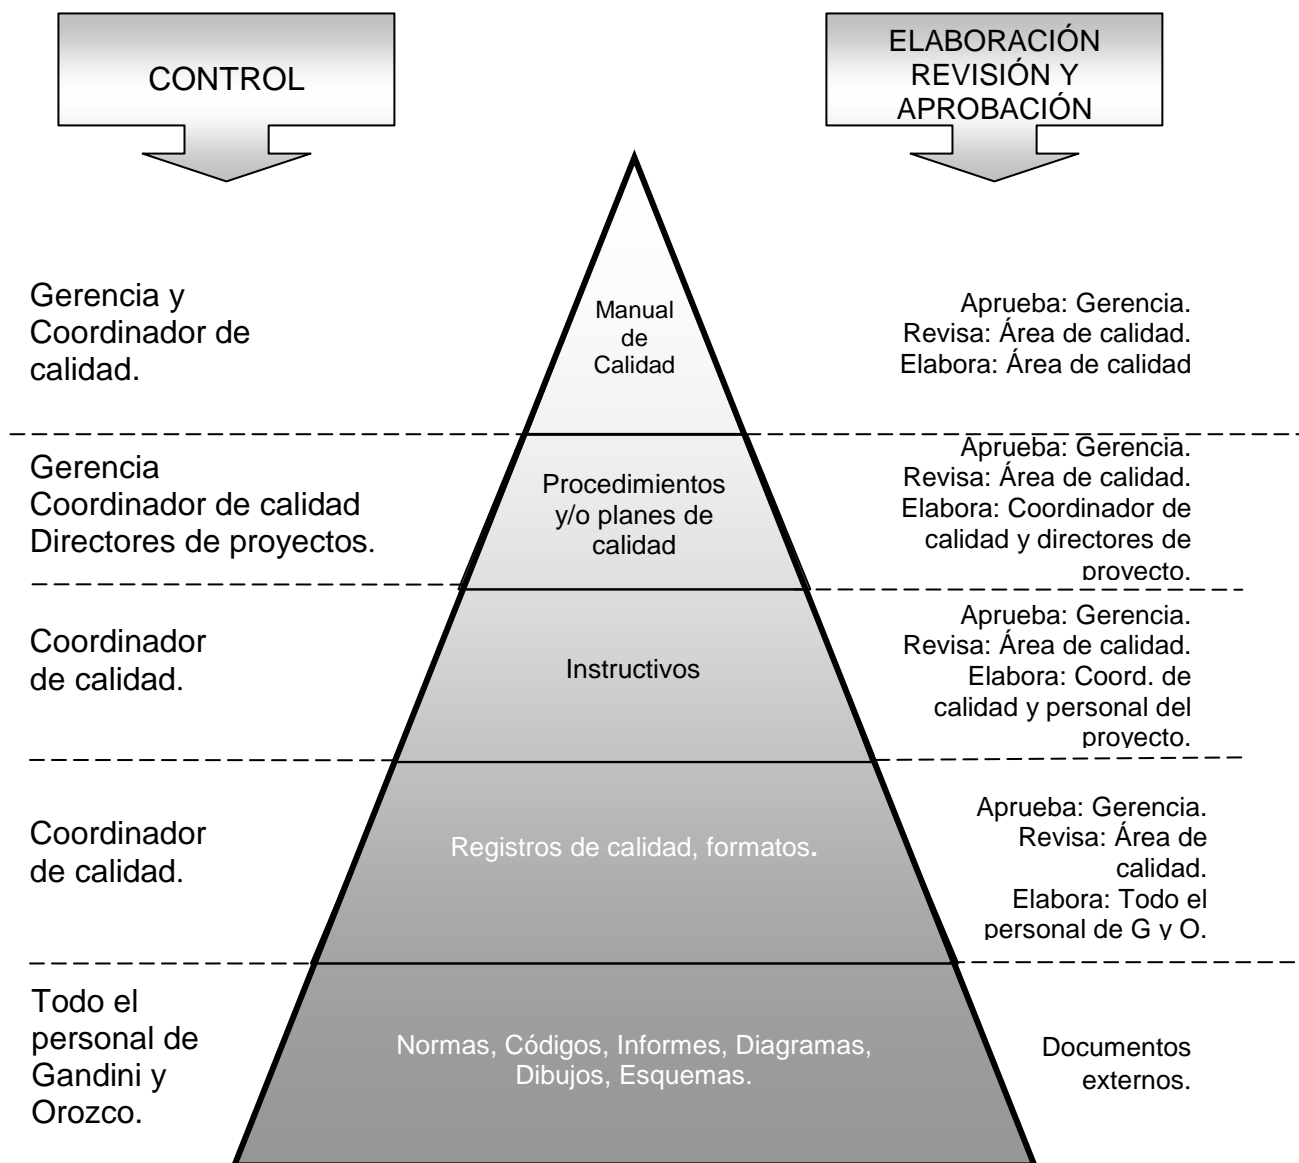 CONTROL
ELABORACIÓN
REVISIÓN Y
APROBACIÓN
Gerencia y
Coordinador de
calidad.
Manual
de
Calidad
Aprueba: Gerencia.
Revisa: Área de calidad.
Elabora: Área de calidad
Gerencia
Coordinador de calidad
Directores de proyectos.
Procedimientos
y/o planes de
calidad
Aprueba: Gerencia.
Revisa: Área de calidad.
Elabora: Coordinador de
calidad y directores de
proyecto.
Coordinador
de calidad.
Instructivos
Aprueba: Gerencia.
Revisa: Área de calidad.
Elabora: Coord. de
calidad y personal del
proyecto.
Coordinador
de calidad.
Registros de calidad, formatos.
Aprueba: Gerencia.
Revisa: Área de
calidad.
Elabora: Todo el
personal de G y O.
Todo el
personal de
Gandini y
Orozco.
Normas, Códigos, Informes, Diagramas,
Dibujos, Esquemas.
Documentos
externos.